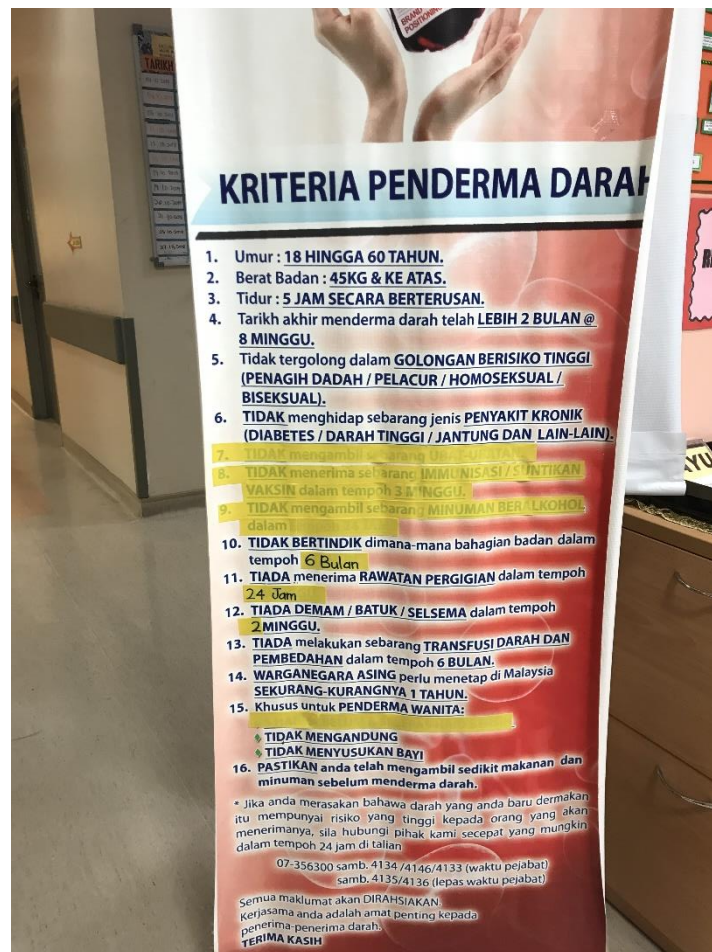 BRAND
POSITIONING
TARIKH
KRITERIA PENDERMA DARAH
1. Umur : 18 HINGGA 60 TAHUN.
2. Berat Badan : 45KG & KE ATAS.
3. Tidur : 5 JAM SECARA BERTERUSAN.
4. Tarikh akhir menderma darah telah LEBIH 2 BULAN @
8 MINGGU.
5. Tidak tergolong dalam GOLONGAN BERISIKO TINGGI
(PENAGIH DADAH / PELACUR / HOMOSEKSUAL /
BISEKSUAL).
6. TIDAK menghidap sebarang jenis PENYAKIT KRONIK
(DIABETES / DARAH TINGGI / JANTUNG DAN LAIN-LAIN).
7. TIDAK mengambil sebarang UBAT-UBATAN
8. TIDAK menerima sebarang IMMUNISASI / SUNTIKAN
VAKSIN dalam tempoh 3 MINGGU.
9. TIDAK mengambil sebarang MINUMAN BERALKOHOL
dalam
10. TIDAK BERTINDIK dimana-mana bahagian badan dalam
tempoh 6 Bulan
11. TIADA menerima RAWATAN PERGIGIAN dalam tempoh
24 Jam
12. TIADA DEMAM / BATUK / SELSEMA dalam tempoh
2 MINGGU.
13. TIADA melakukan sebarang TRANSFUSI DARAH DAN
PEMBEDAHAN dalam tempoh 6 BULAN.
14. WARGANEGARA ASING perlu menetap di Malaysia
SEKURANG-KURANGNYA 1 TAHUN.
15. Khusus untuk PENDERMA WANITA:
TIDAK MENGANDUNG
TIDAK MENYUSUKAN BAYI
16. PASTIKAN anda telah mengambil sedikit makanan dan
minuman sebelum menderma darah.
* Jika anda merasakan bahawa darah yang anda baru dermakan
itu mempunyai risiko yang tinggi kepada orang yang akan
menerimanya, sila hubungi pihak kami secepat yang mungkin
dalam tempoh 24 jam di talian
07-356300 samb. 4134 /4146/4133 (waktu pejabat)
samb. 4135/4136 (lepas waktu pejabat)
Semua maklumat akan DIRAHSIAKAN.
Kerjasama anda adalah amat penting kepada
penerima-penerima darah.
TERIMA KASIH